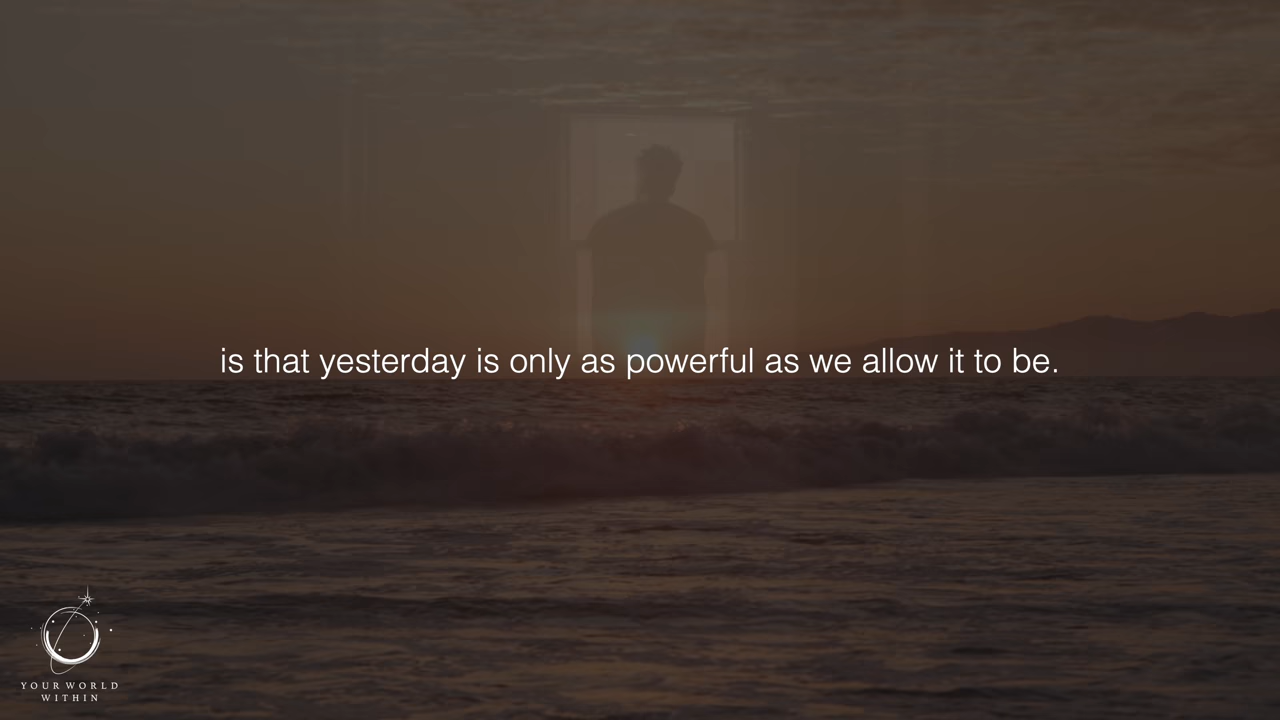 is that yesterday is only as powerful as we allow it to be.
YOUR WORLD
WITHIN